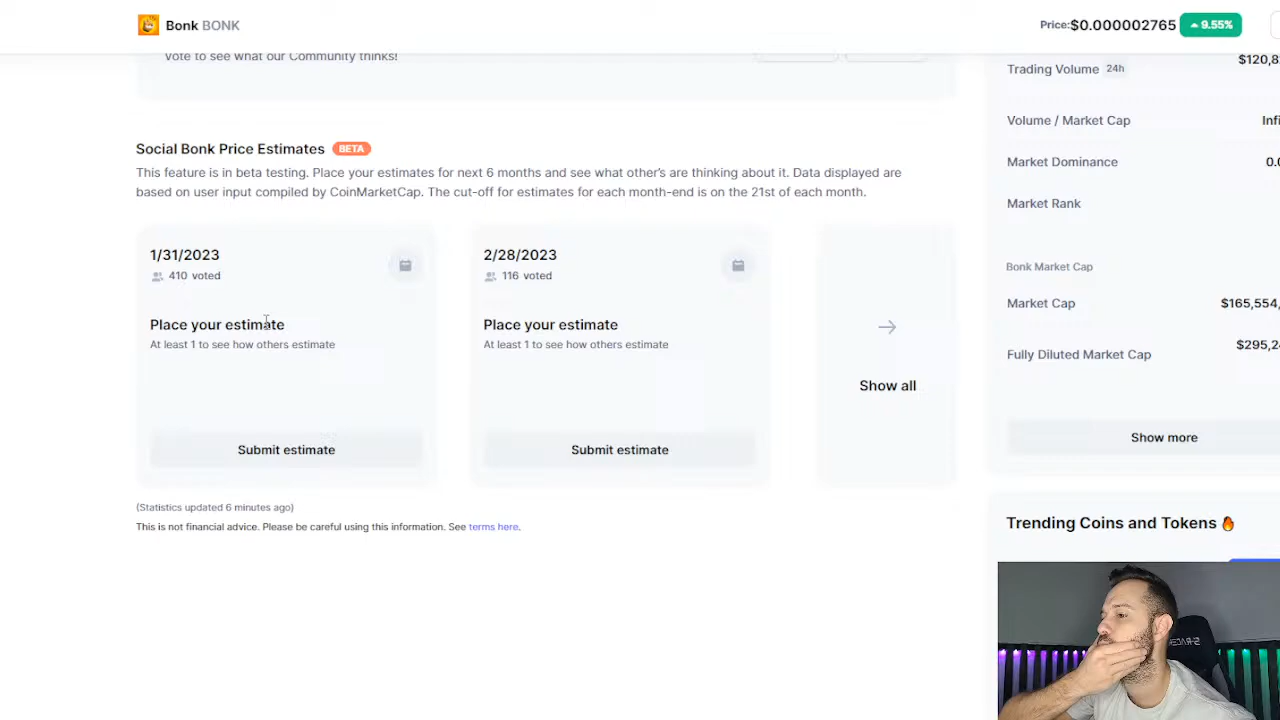 Bonk BONK
Price:$0.000002765 9.55%
Vote to see what our Community thinks!
Social Bonk Price Estimates BETA
This feature is in beta testing. Place your estimates for next 6 months and see what other's are thinking about it. Data displayed are
based on user input compiled by CoinMarketCap. The cut-off for estimates for each month-end is on the 21st of each month.
1/31/2023
410 voted
Place your estimate
At least 1 to see how others estimate
Submit estimate
2/28/2023
116 voted
Place your estimate
At least 1 to see how others estimate
Submit estimate
Show all
(Statistics updated 6 minutes ago)
This is not financial advice. Please be careful using this information. See terms here.
Trading Volume 24h $120,8
Volume / Market Cap Infi
Market Dominance 0.0
Market Rank
Bonk Market Cap
Market Cap $165,554,
Fully Diluted Market Cap $295,24
Show more
Trending Coins and Tokens